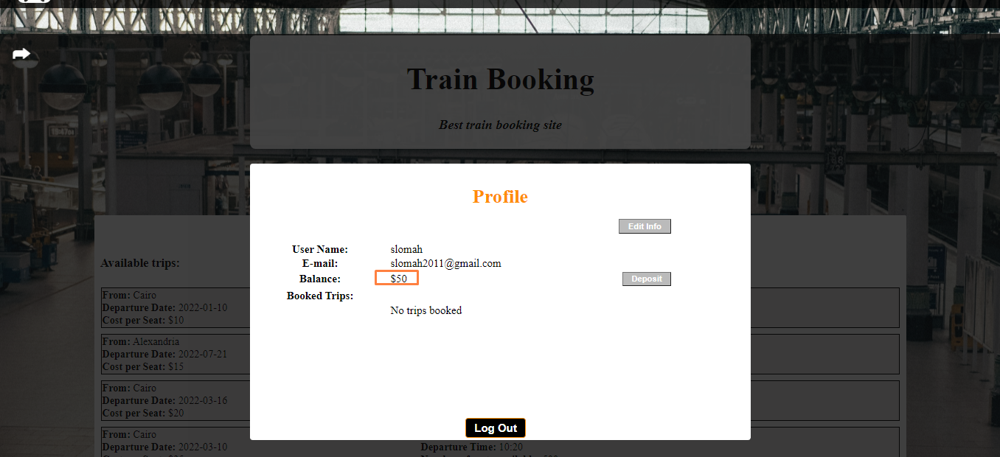 Train Booking
Best train booking site
Profile
Edit Info
User Name: slomah
E-mail: slomah2011@gmail.com
Balance: $50
Deposit
Booked Trips:
No trips booked
Log Out
Available trips:
From: Cairo
Departure Date: 2022-01-10
Cost per Seat: $10
From: Alexandria
Departure Date: 2022-07-21
Cost per Seat: $15
From: Cairo
Departure Date: 2022-03-16
Cost per Seat: $20
From: Cairo
Departure Date: 2022-03-10
Departure Time: 10:20